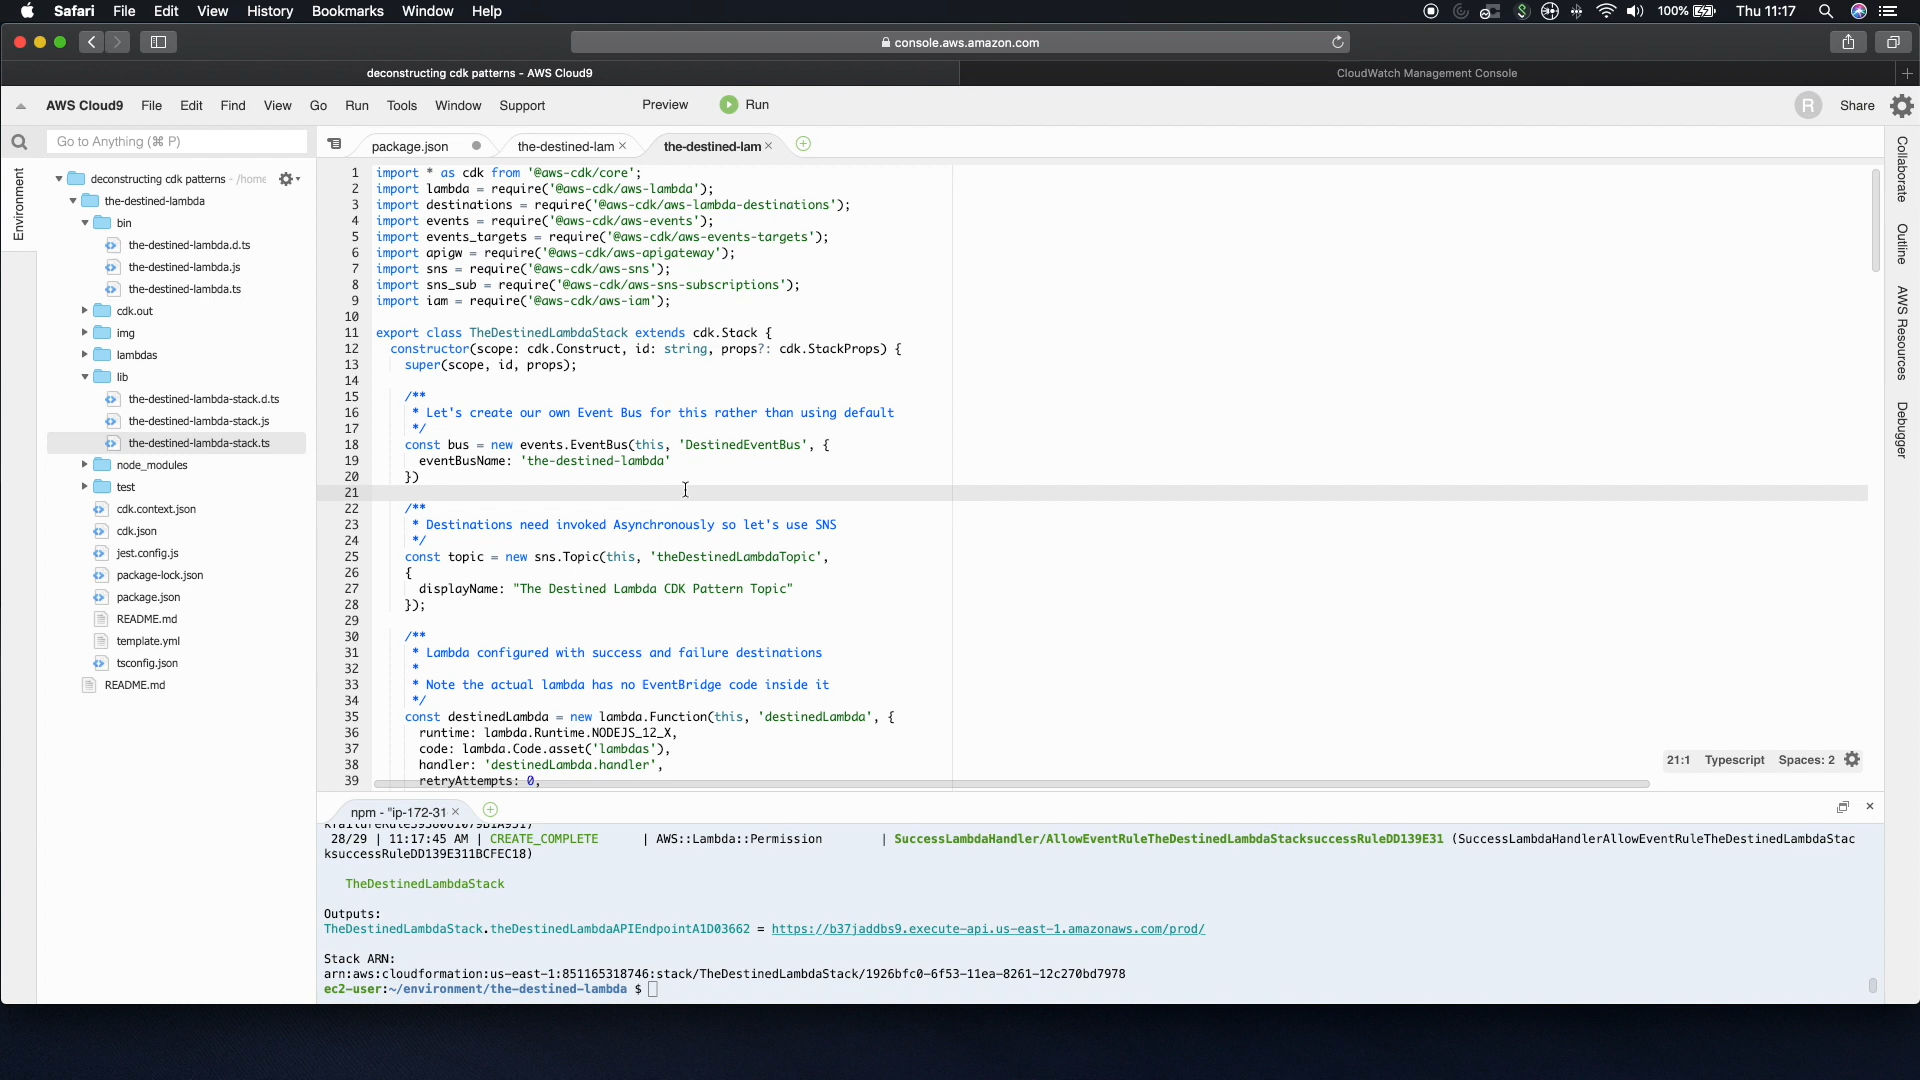 Safari File Edit View History Bookmarks Window Help 100% Thu 11:17
console.aws.amazon.com
deconstructing cdk patterns - AWS Cloud9 CloudWatch Management Console
AWS Cloud9 File Edit Find View Go Run Tools Window Support Preview Run R Share
Go to Anything (⌘ P)
package.json the-destined-lam the-destined-lam
Environment
deconstructing cdk patterns - /home
the-destined-lambda
bin
the-destined-lambda.d.ts
the-destined-lambda.js
the-destined-lambda.ts
cdk.out
img
lambdas
lib
the-destined-lambda-stack.d.ts
the-destined-lambda-stack.js
the-destined-lambda-stack.ts
node_modules
test
cdk.context.json
cdk.json
jest.config.js
package-lock.json
package.json
README.md
template.yml
tsconfig.json
README.md
1 import * as cdk from '@aws-cdk/core';
2 import lambda = require('@aws-cdk/aws-lambda');
3 import destinations = require('@aws-cdk/aws-lambda-destinations');
4 import events = require('@aws-cdk/aws-events');
5 import events_targets = require('@aws-cdk/aws-events-targets');
6 import apigw = require('@aws-cdk/aws-apigateway');
7 import sns = require('@aws-cdk/aws-sns');
8 import sns_sub = require('@aws-cdk/aws-sns-subscriptions');
9 import iam = require('@aws-cdk/aws-iam');
10
11 export class TheDestinedLambdaStack extends cdk.Stack {
12 constructor(scope: cdk.Construct, id: string, props?: cdk.StackProps) {
13 super(scope, id, props);
14
15 /**
16 * Let's create our own Event Bus for this rather than using default
17 */
18 const bus = new events.EventBus(this, 'DestinedEventBus', {
19 eventBusName: 'the-destined-lambda'
20 })
21
22 /**
23 * Destinations need invoked Asynchronously so let's use SNS
24 */
25 const topic = new sns.Topic(this, 'theDestinedLambdaTopic',
26 {
27 displayName: "The Destined Lambda CDK Pattern Topic"
28 });
29
30 /**
31 * Lambda configured with success and failure destinations
32 *
33 * Note the actual lambda has no EventBridge code inside it
34 */
35 const destinedLambda = new lambda.Function(this, 'destinedLambda', {
36 runtime: lambda.Runtime.NODEJS_12_X,
37 code: lambda.Code.asset('lambdas'),
38 handler: 'destinedLambda.handler',
39 retryAttempts: 0,
21:1 Typescript Spaces: 2
Collaborate
Outline
AWS Resources
Debugger
npm - "ip-172-31
28/29 | 11:17:45 AM | CREATE_COMPLETE | AWS::Lambda::Permission | SuccessLambdaHandler/AllowEventRuleTheDestinedLambdaStacksuccessRuleDD139E31 (SuccessLambdaHandlerAllowEventRuleTheDestinedLambdaStac
ksuccessRuleDD139E311BCFEC18)
TheDestinedLambdaStack
Outputs:
TheDestinedLambdaStack.theDestinedLambdaAPIEndpointA1D03662 = https://b37jaddbs9.execute-api.us-east-1.amazonaws.com/prod/
Stack ARN:
arn:aws:cloudformation:us-east-1:851165318746:stack/TheDestinedLambdaStack/1926bfc0-6f53-11ea-8261-12c270bd7978
ec2-user:~/environment/the-destined-lambda $